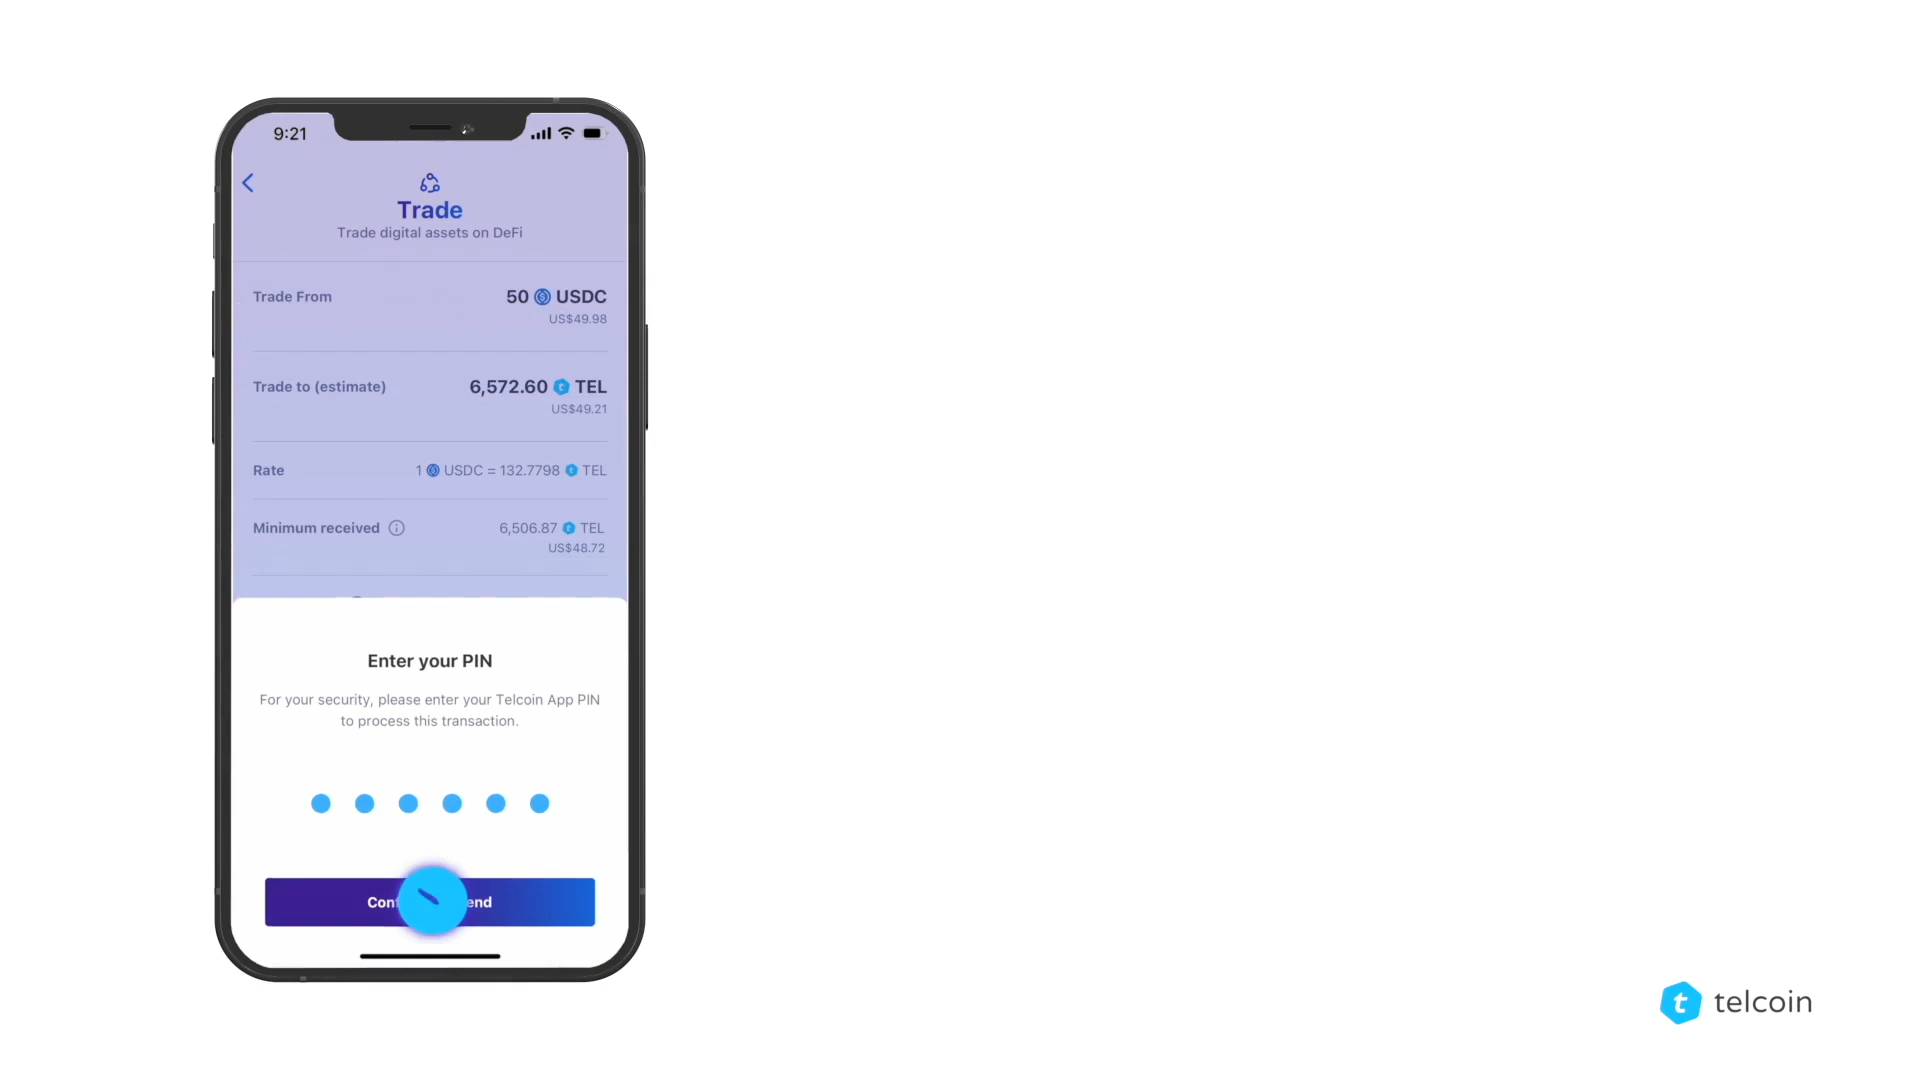 9:21
Trade
Trade digital assets on DeFi
Trade From 50 USDC
US$49.98
Trade to (estimate) 6,572.60 TEL
US$49.21
Rate 1 USDC = 132.7798 TEL
Minimum received 6,506.87 TEL
US$48.72
Enter your PIN
For your security, please enter your Telcoin App PIN
to process this transaction.
telcoin